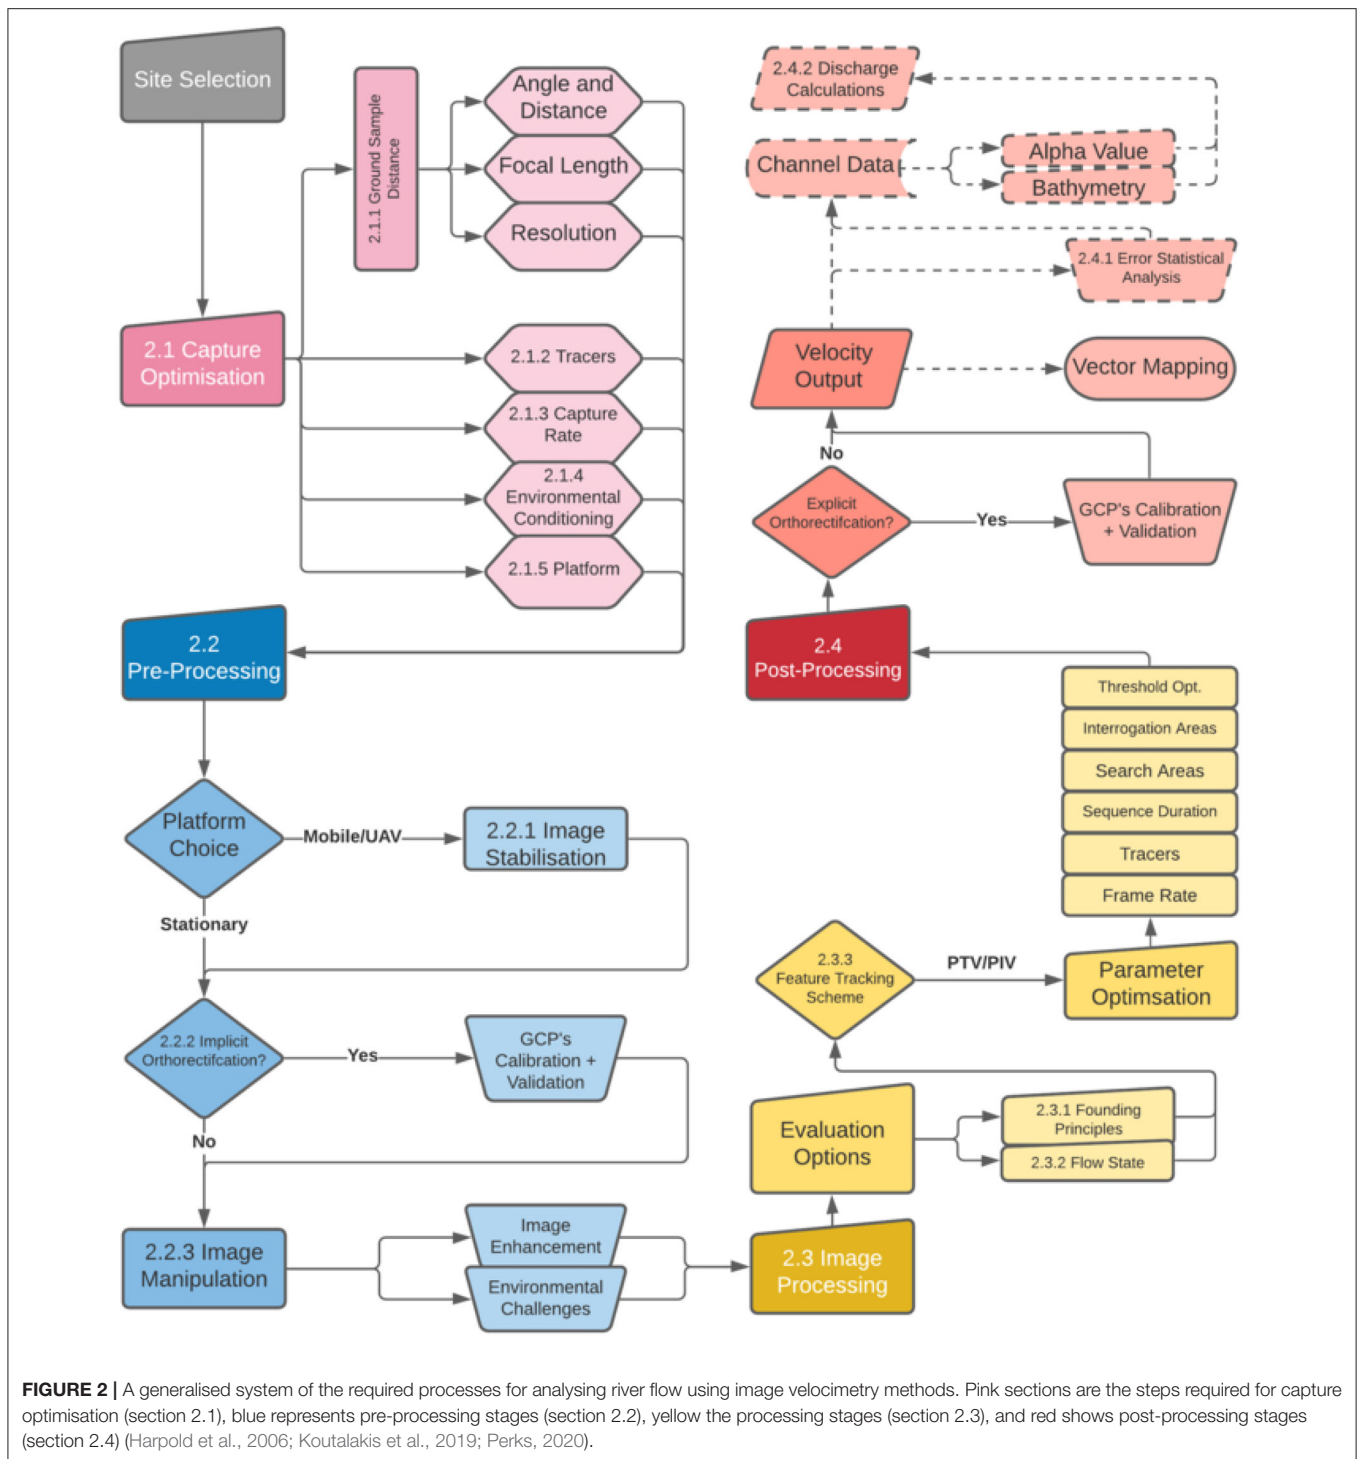 Site Selection
2.1.1 Ground Sample
Distance
Angle and
Distance
Focal Length
Resolution
2.1 Capture
Optimisation
2.1.2 Tracers
2.1.3 Capture
Rate
2.1.4
Environmental
Conditioning
2.1.5 Platform
2.2
Pre-Processing
Platform
Choice
Mobile/UAV
2.2.1 Image
Stabilisation
Stationary
2.2.2 Implicit
Orthorectifcation?
Yes
GCP's
Calibration +
Validation
No
2.2.3 Image
Manipulation
Image
Enhancement
Environmental
Challenges
2.3 Image
Processing
Evaluation
Options
2.3.1 Founding
Principles
2.3.2 Flow State
2.3.3
Feature Tracking
Scheme
PTV/PIV
Parameter
Optimsation
Threshold Opt.
Interrogation Areas
Search Areas
Sequence Duration
Tracers
Frame Rate
2.4
Post-Processing
Explicit
Orthorectifcation?
Yes
GCP's Calibration
+ Validation
No
Velocity
Output
Vector Mapping
2.4.1 Error Statistical
Analysis
Channel Data
Alpha Value
Bathymetry
2.4.2 Discharge
Calculations
FIGURE 2 | A generalised system of the required processes for analysing river flow using image velocimetry methods. Pink sections are the steps required for capture
optimisation (section 2.1), blue represents pre-processing stages (section 2.2), yellow the processing stages (section 2.3), and red shows post-processing stages
(section 2.4) (Harpold et al., 2006; Koutalakis et al., 2019; Perks, 2020).